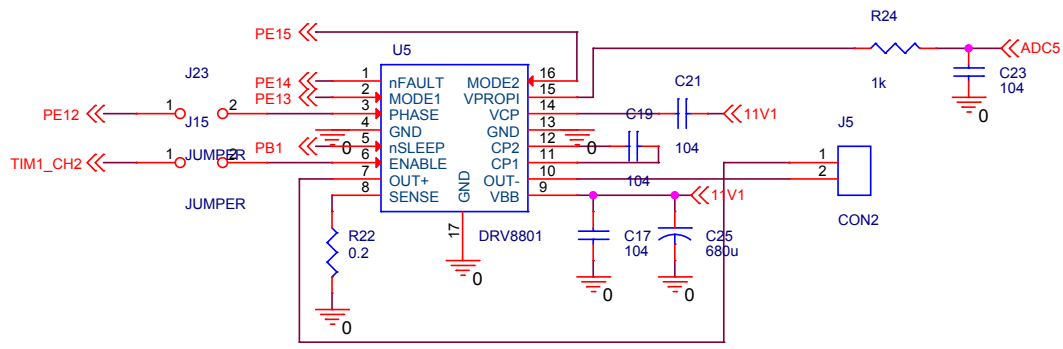 R24
PE15
U5
ADC5
J23
PE14
1
nFAULT
MODE2
16
C21
1k
C23
104
PE13
2
MODE1
VPROPI
15
0
PE12
1
2
3
PHASE
VCP
14
C19
11V1
J15
4
GND
GND
13
J5
0
0
PB1
5
nSLEEP
CP2
12
104
TIM1_CH2
1
2
JUMPER
6
ENABLE
CP1
11
1
7
OUT+
OUT-
10
104
2
8
SENSE
GND
VBB
9
11V1
JUMPER
CON2
R22
0.2
17
DRV8801
C17
104
C25
680u
0
0
0
0